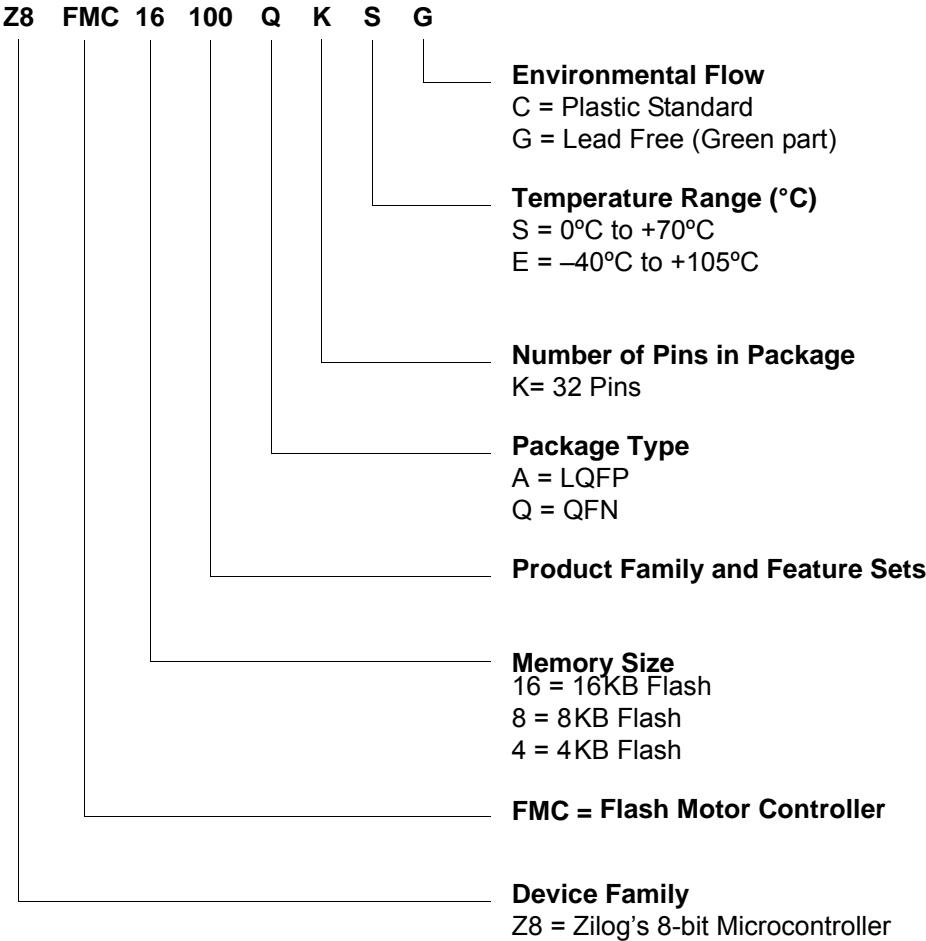 Z8 FMC 16 100 Q K S G
Environmental Flow
C = Plastic Standard
G = Lead Free (Green part)
Temperature Range (°C)
S = 0ºC to +70ºC
E = –40ºC to +105ºC
Number of Pins in Package
K= 32 Pins
Package Type
A = LQFP
Q = QFN
Product Family and Feature Sets
Memory Size
16 = 16KB Flash
8 = 8KB Flash
4 = 4KB Flash
FMC = Flash Motor Controller
Device Family
Z8 = Zilog's 8-bit Microcontroller